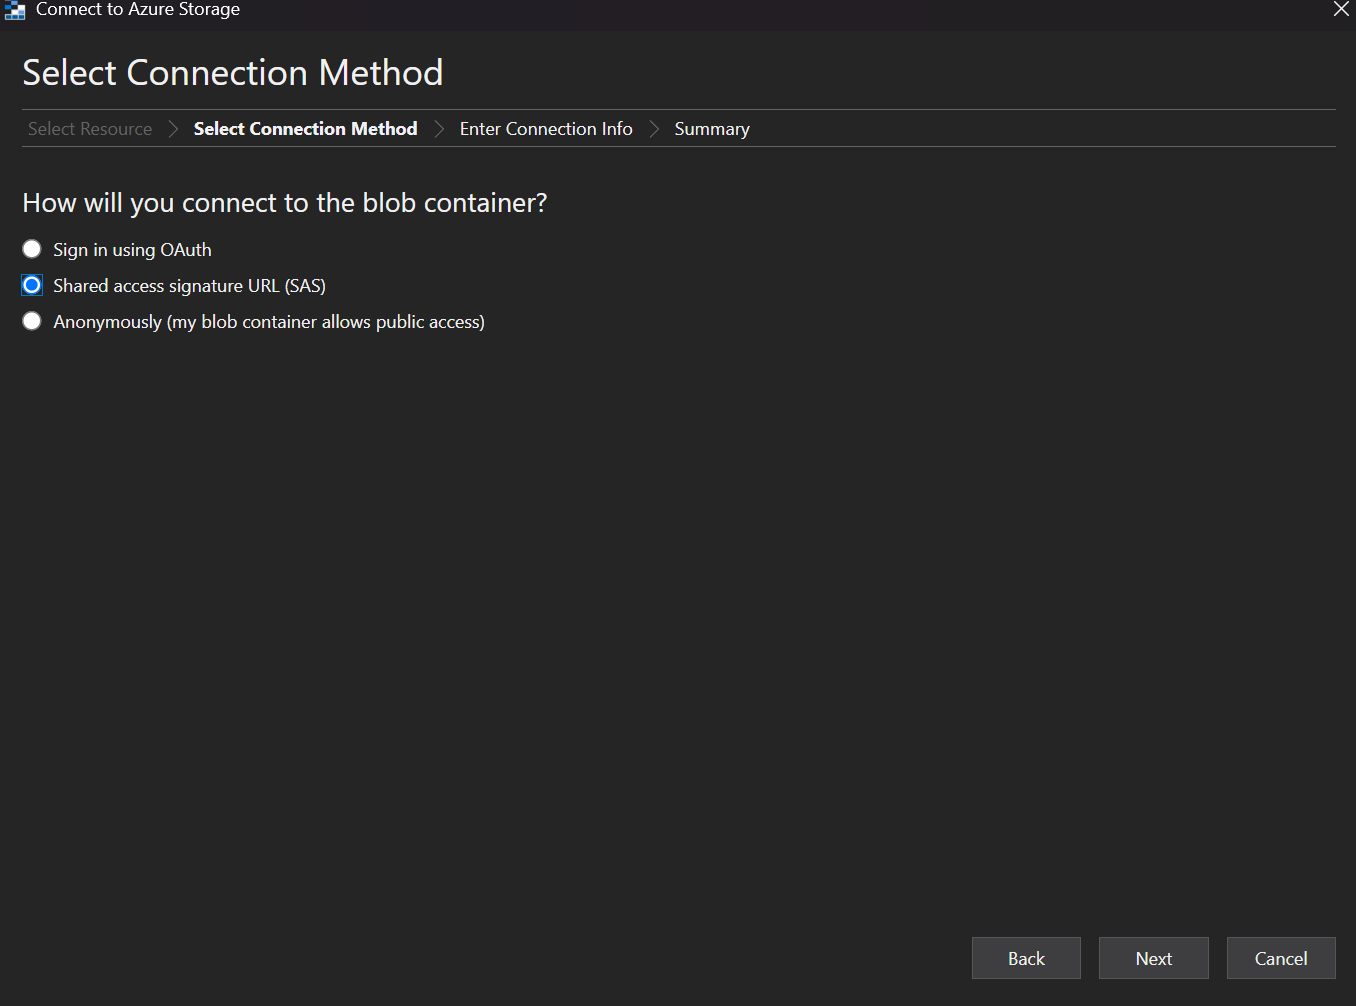 Connect to Azure Storage
Select Connection Method
Select Resource
Select Connection Method
Enter Connection Info
Summary
How will you connect to the blob container?
Sign in using OAuth
Shared access signature URL (SAS)
Anonymously (my blob container allows public access)
Back
Next
Cancel